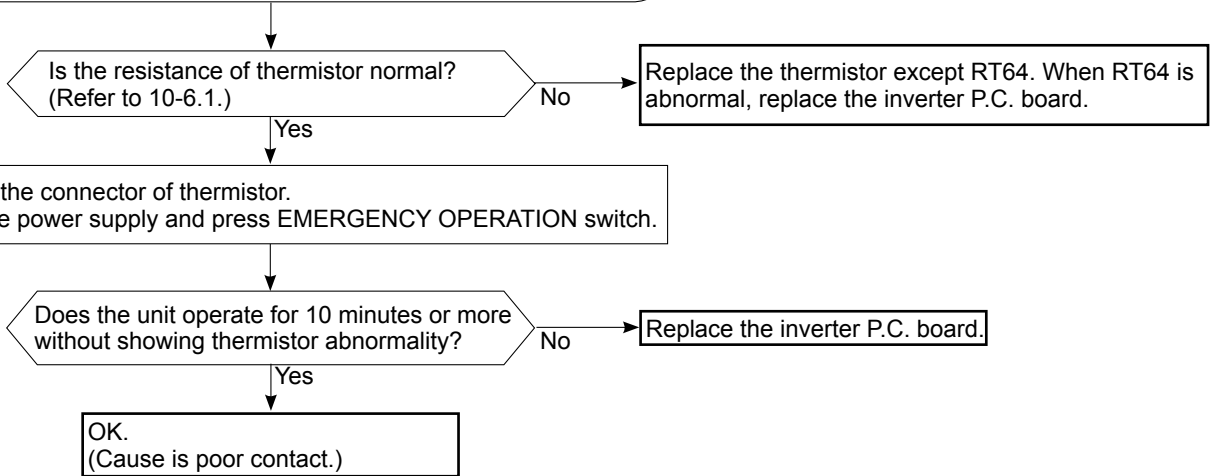 Is the resistance of thermistor normal?
(Refer to 10-6.1.)
No
Replace the thermistor except RT64. When RT64 is
abnormal, replace the inverter P.C. board.
Yes
the connector of thermistor.
power supply and press EMERGENCY OPERATION switch.
Does the unit operate for 10 minutes or more
without showing thermistor abnormality?
No
Replace the inverter P.C. board.
Yes
OK.
(Cause is poor contact.)